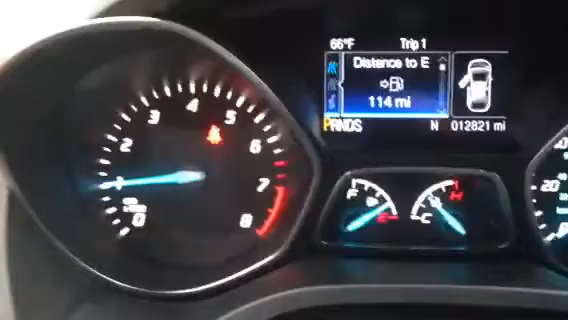 66°F Trip 1
Distance to E
114 mi
PRNDS N 012821 mi
0 1 2 3 4 5 6 7 8
F E C H
20